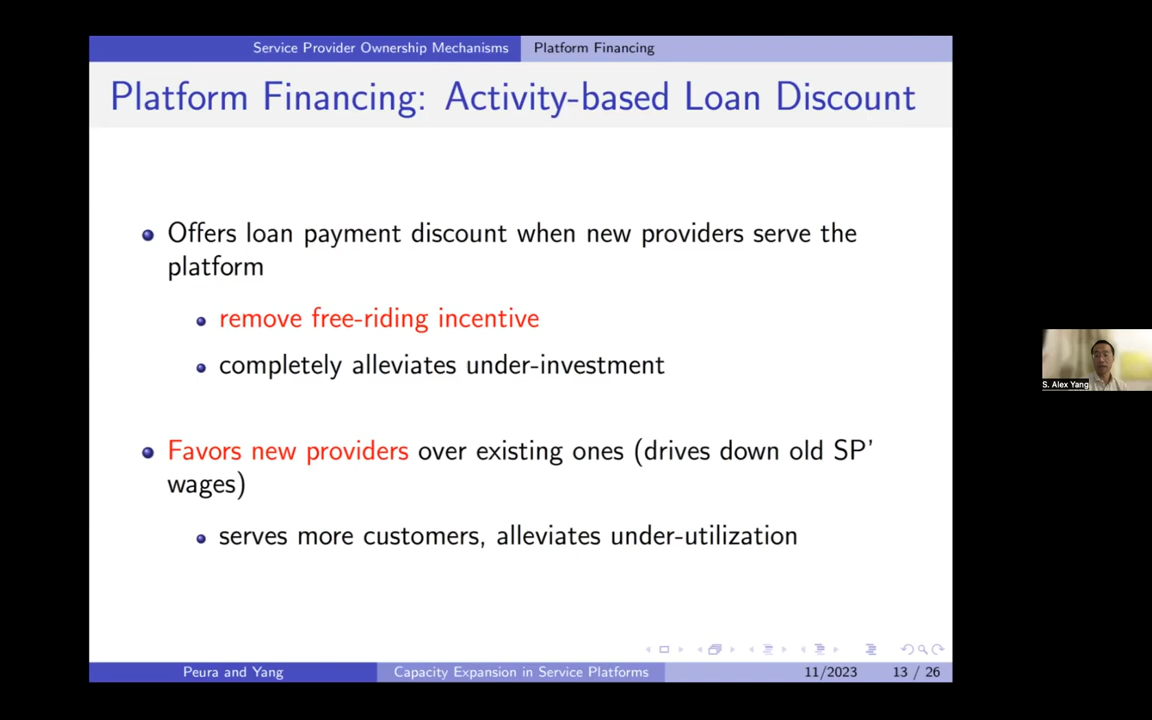 Service Provider Ownership Mechanisms Platform Financing
Platform Financing: Activity-based Loan Discount
Offers loan payment discount when new providers serve the
platform
remove free-riding incentive
completely alleviates under-investment
Favors new providers over existing ones (drives down old SP'
wages)
serves more customers, alleviates under-utilization
Peura and Yang Capacity Expansion in Service Platforms 11/2023 13 / 26
S. Alex Yang